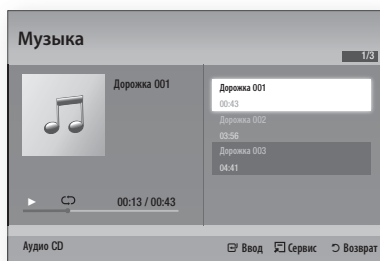 Музыка
1/3
Дорожка 001
00:13 / 00:43
Дорожка 001
00:43
Дорожка 002
03:56
Дорожка 003
04:41
Аудио CD
Ввод Сервис Возврат